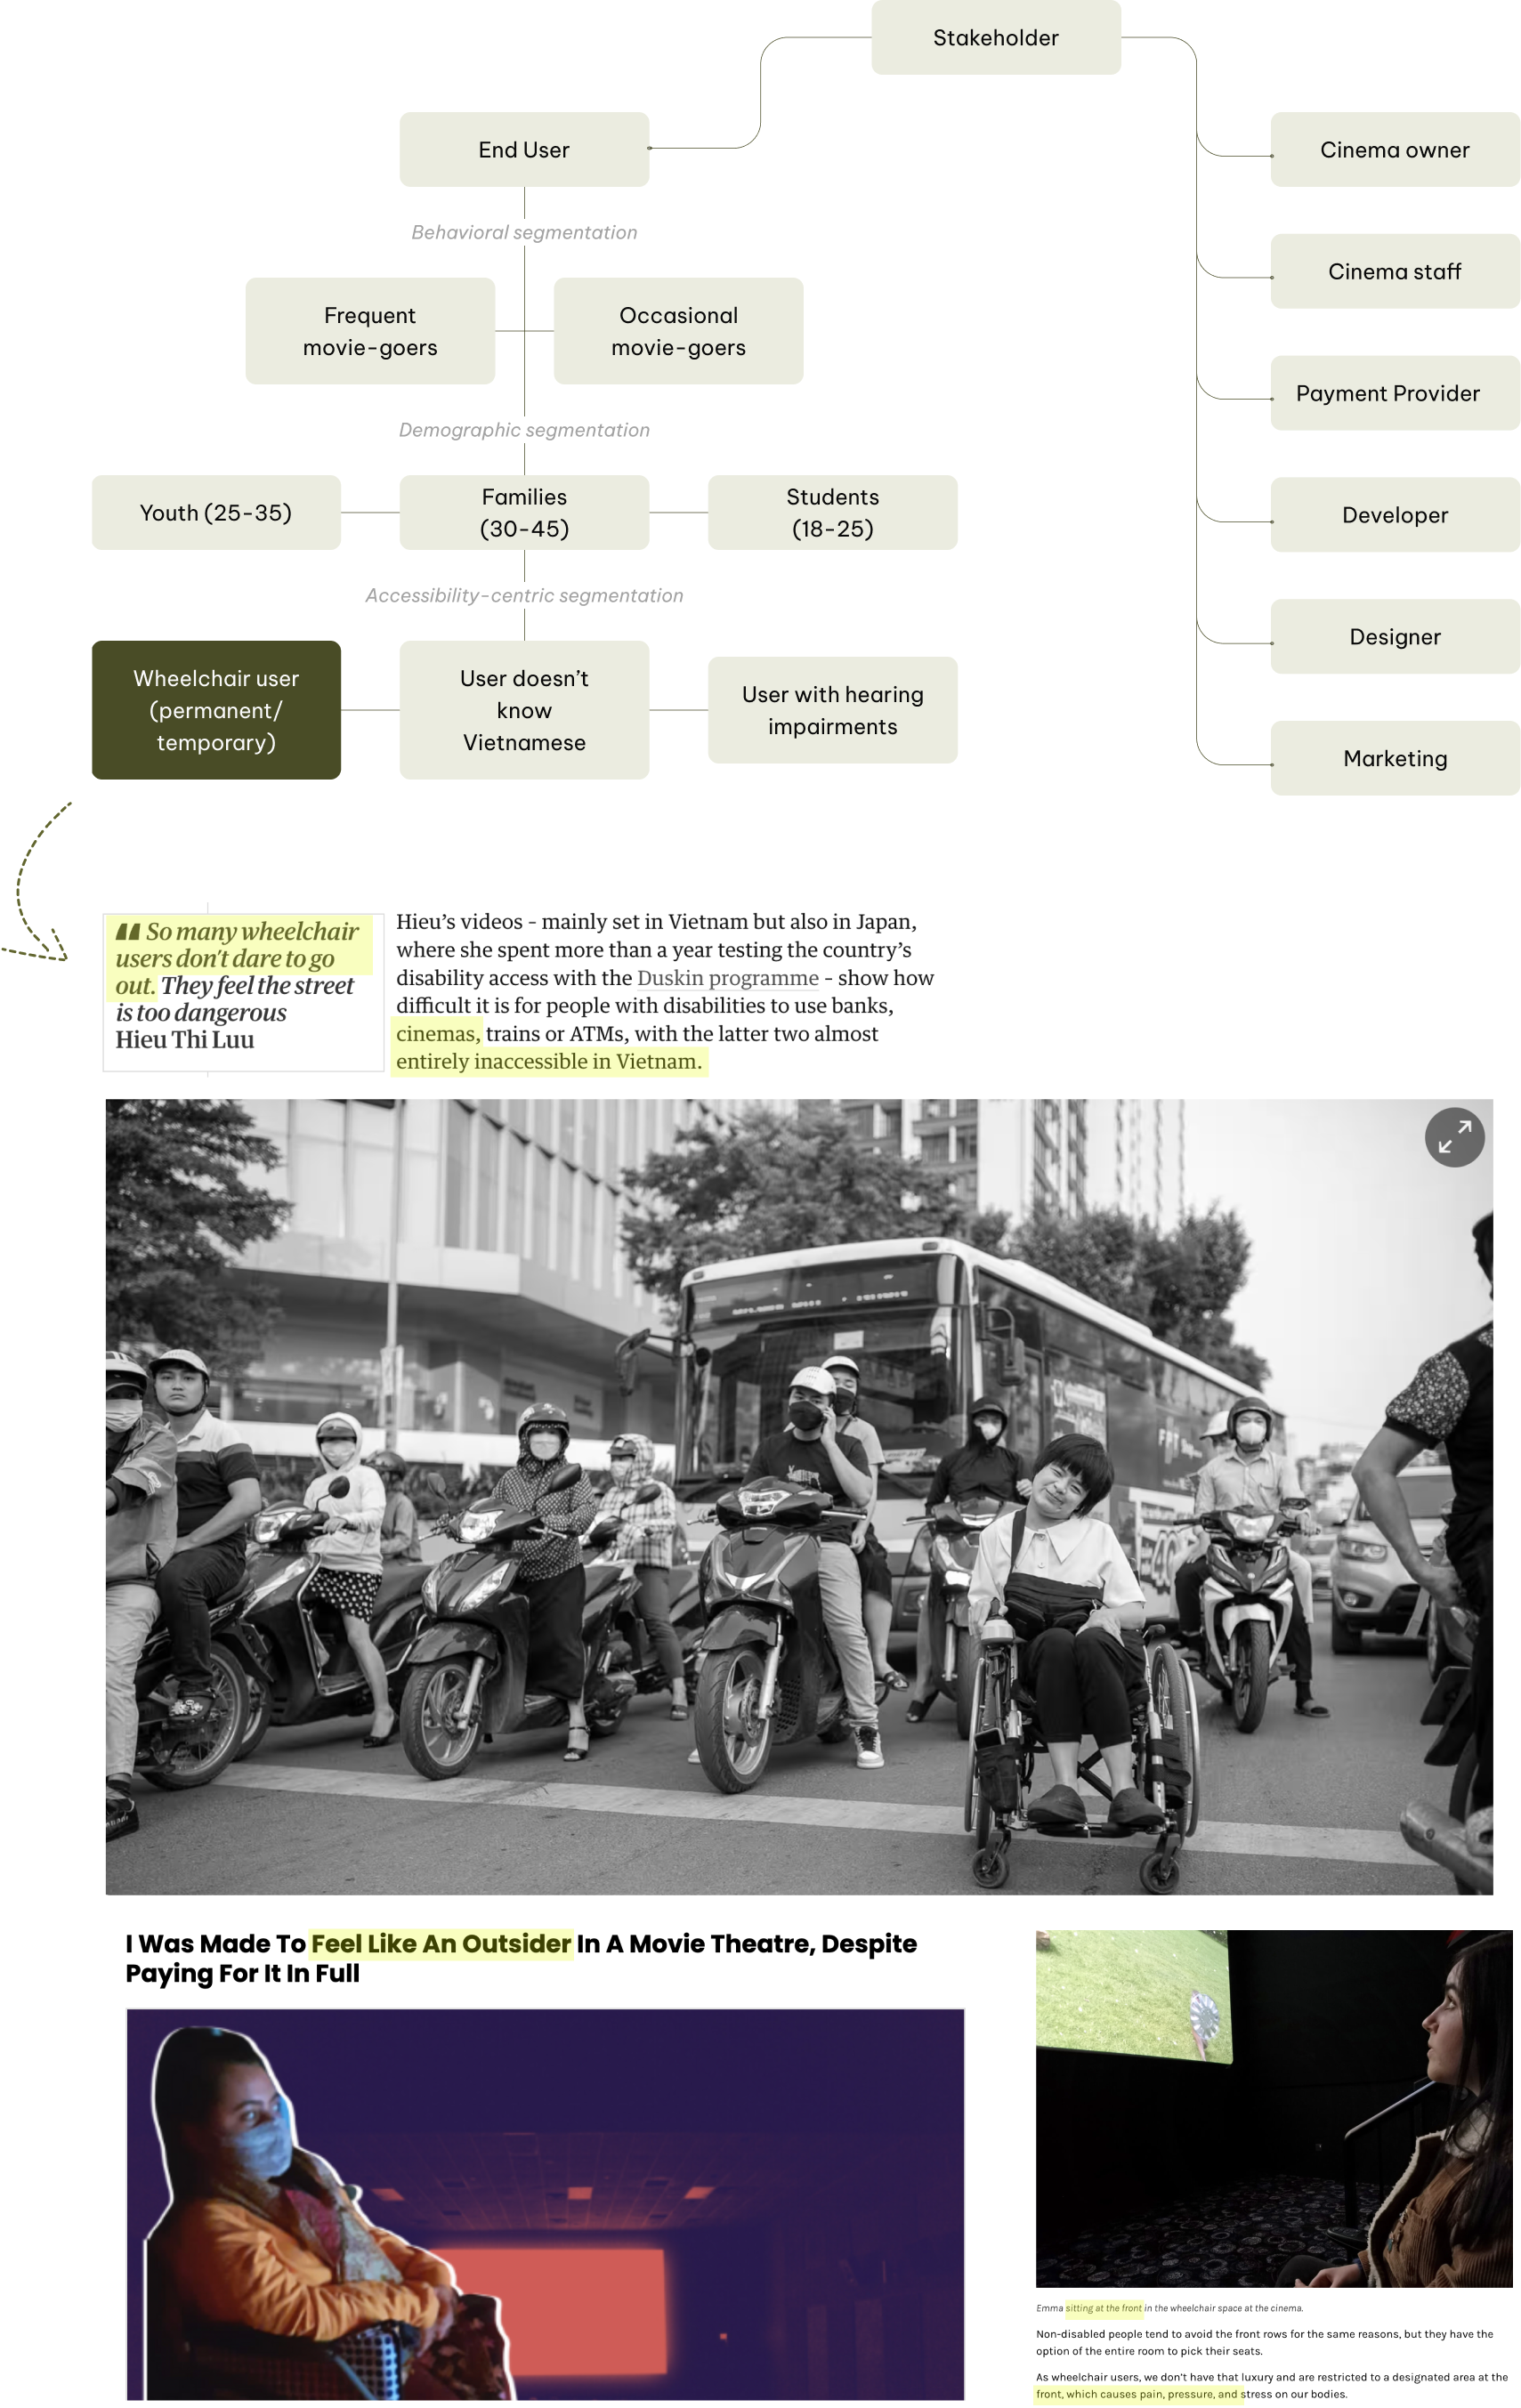 Stakeholder
End User
Behavioral segmentation
Frequent
movie-goers
Occasional
movie-goers
Demographic segmentation
Youth (25-35)
Families
(30-45)
Students
(18-25)
Accessibility-centric segmentation
Wheelchair user
(permanent/
temporary)
User doesn’t
know
Vietnamese
User with hearing
impairments
Cinema owner
Cinema staff
Payment Provider
Developer
Designer
Marketing
“ So many wheelchair
users don’t dare to go
out. They feel the street
is too dangerous
Hieu Thi Luu
Hieu’s videos – mainly set in Vietnam but also in Japan,
where she spent more than a year testing the country’s
disability access with the Duskin programme – show how
difficult it is for people with disabilities to use banks,
cinemas, trains or ATMs, with the latter two almost
entirely inaccessible in Vietnam.
I Was Made To Feel Like An Outsider In A Movie Theatre, Despite
Paying For It In Full
Emma sitting at the front in the wheelchair space at the cinema.
Non-disabled people tend to avoid the front rows for the same reasons, but they have the
option of the entire room to pick their seats.
As wheelchair users, we don’t have that luxury and are restricted to a designated area at the
front, which causes pain, pressure, and stress on our bodies.